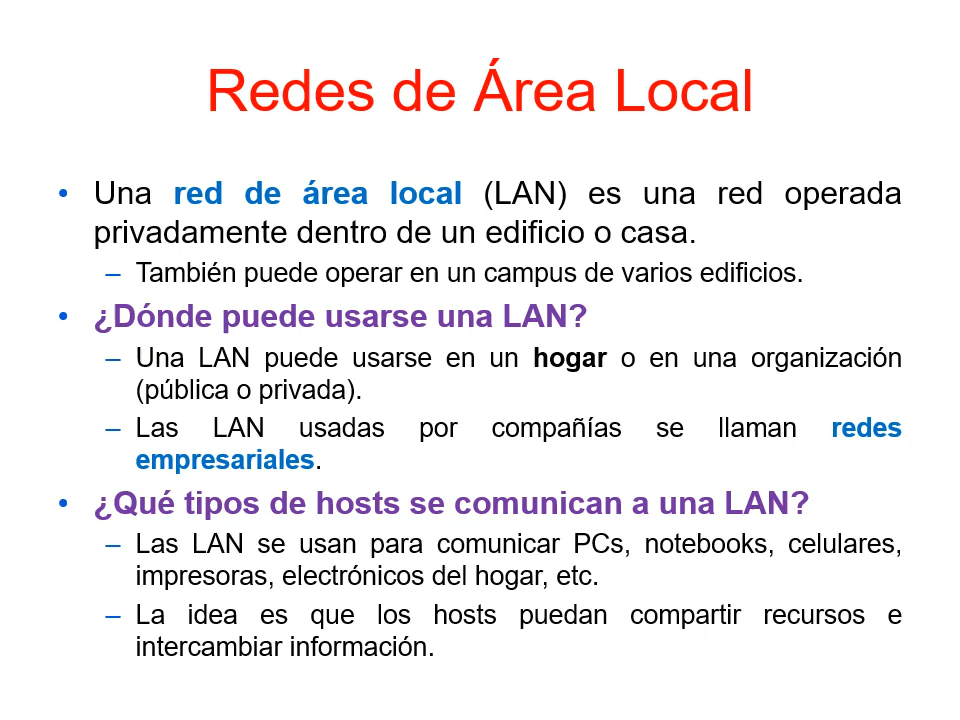 Redes de Área Local
• Una red de área local (LAN) es una red operada
privadamente dentro de un edificio o casa.
– También puede operar en un campus de varios edificios.
• ¿Dónde puede usarse una LAN?
– Una LAN puede usarse en un hogar o en una organización
(pública o privada).
– Las LAN usadas por compañías se llaman redes
empresariales.
• ¿Qué tipos de hosts se comunican a una LAN?
– Las LAN se usan para comunicar PCs, notebooks, celulares,
impresoras, electrónicos del hogar, etc.
– La idea es que los hosts puedan compartir recursos e
intercambiar información.